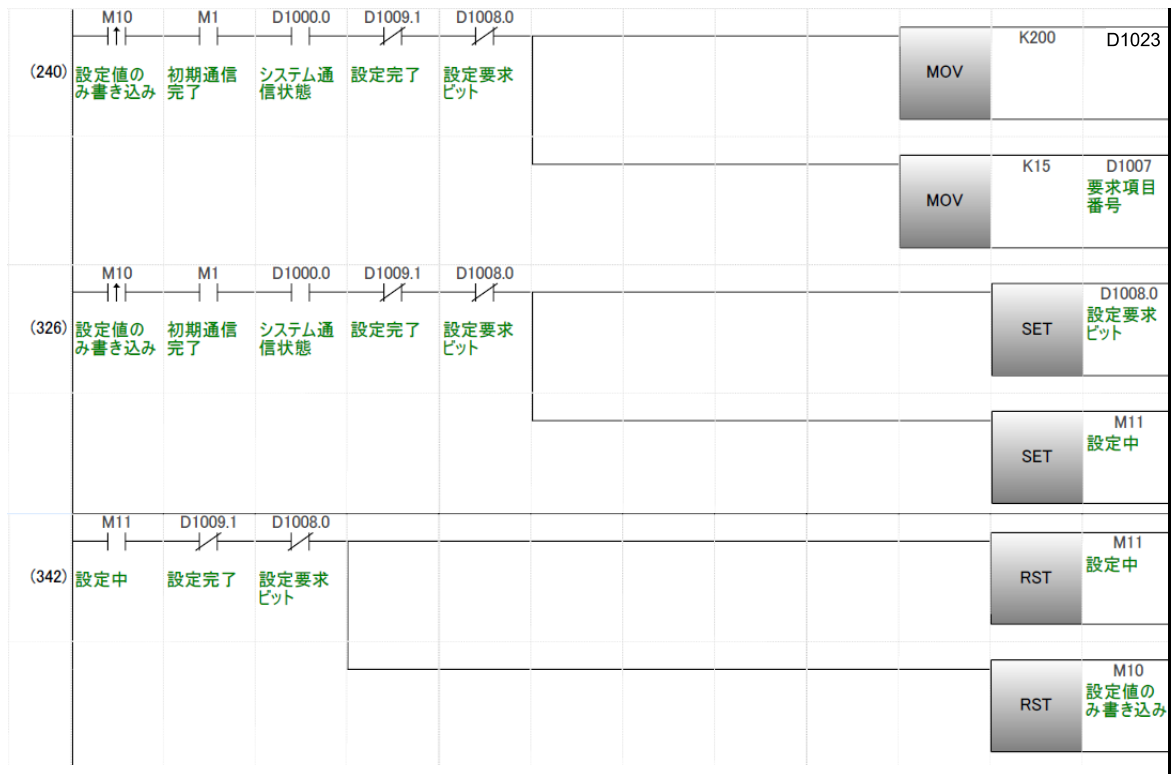 M10 M1 D1000.0 D1009.1 D1008.0
K200 D1023
(240) 設定値の 初期通信 システム通 設定完了 設定要求
み書き込み 完了 信状態 ビット
MOV
K15 D1007
要求項目
番号
MOV
M10 M1 D1000.0 D1009.1 D1008.0
D1008.0
(326) 設定値の 初期通信 システム通 設定完了 設定要求
み書き込み 完了 信状態 ビット
SET
設定要求
ビット
M11
設定中
SET
M11 D1009.1 D1008.0
M11
(342) 設定中 設定完了 設定要求
ビット
RST
設定中
M10
設定値の
み書き込み
RST